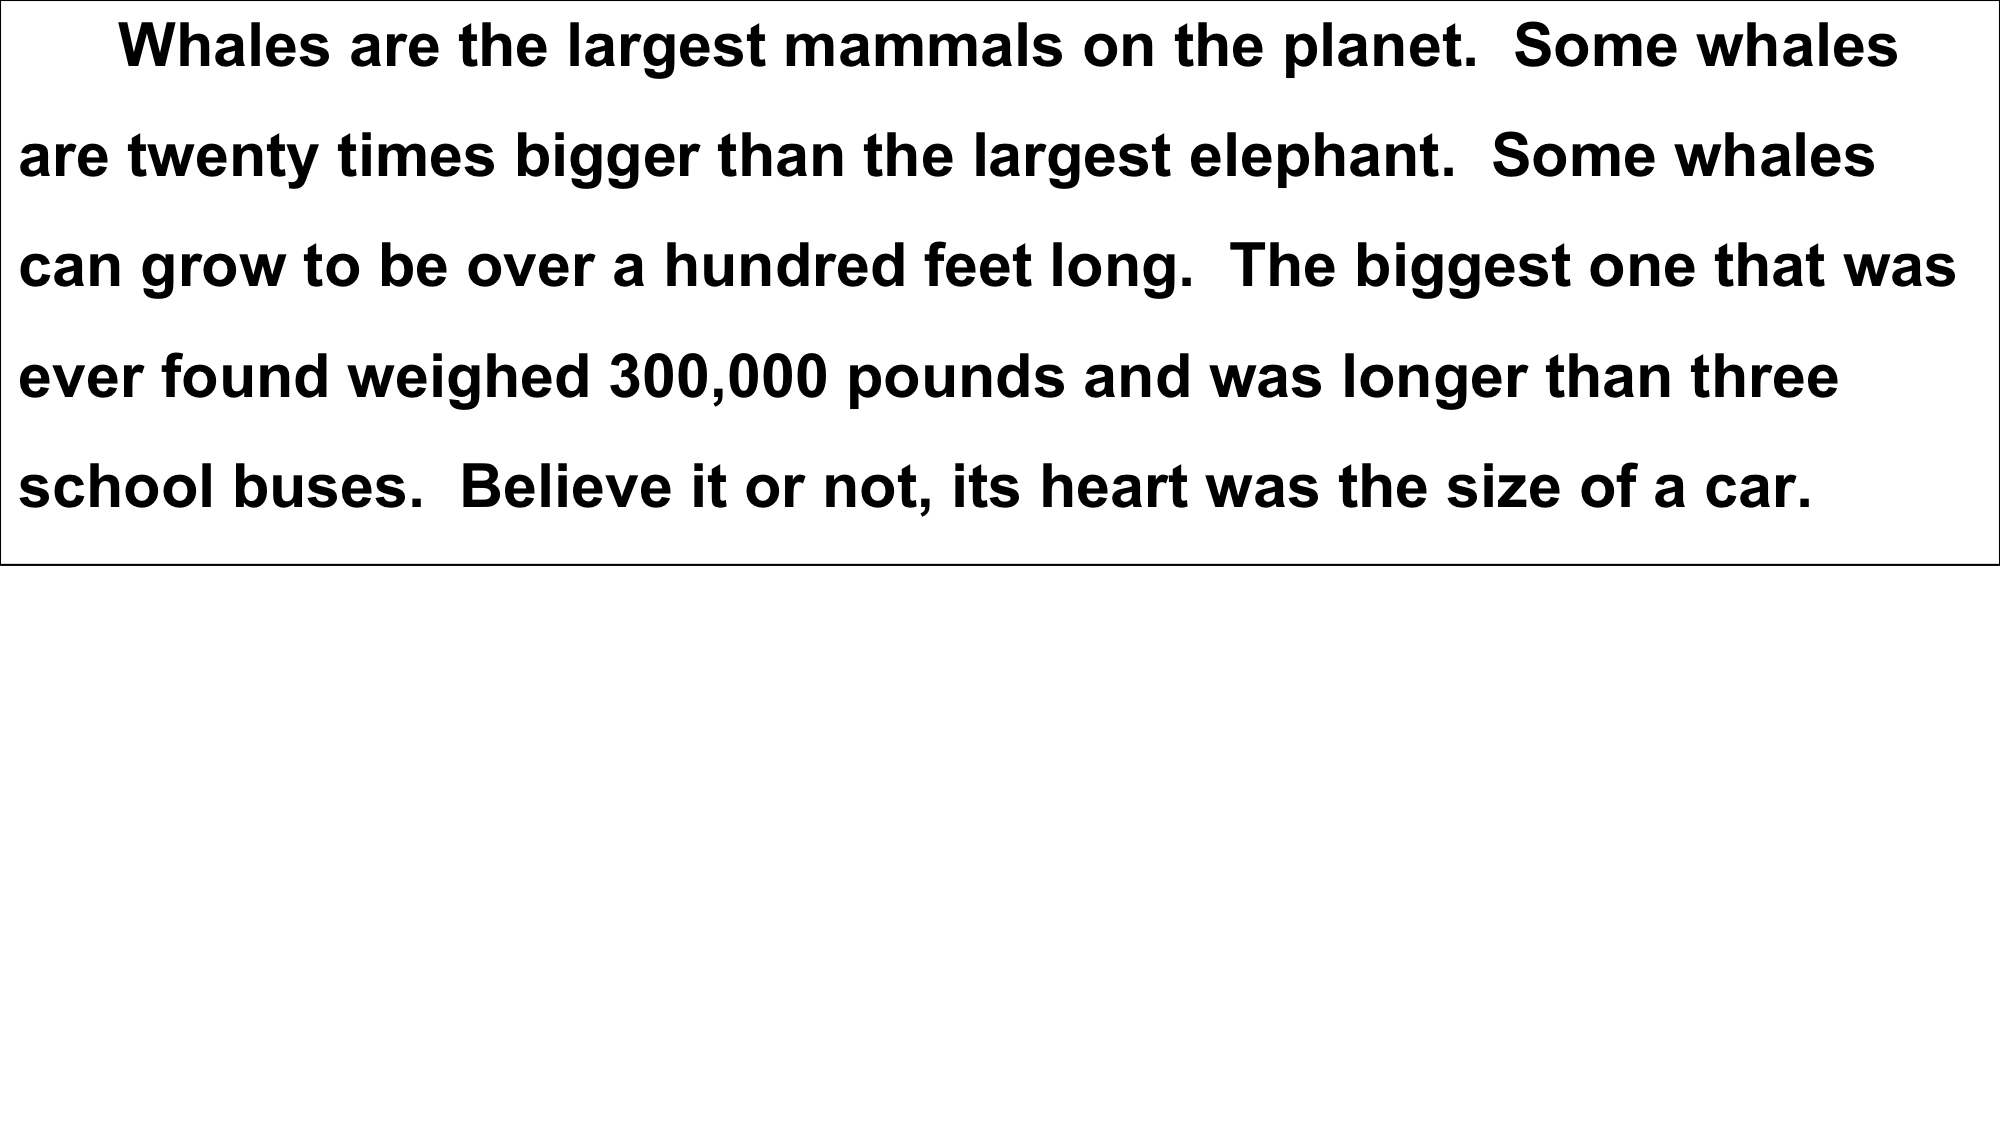 Whales are the largest mammals on the planet.  Some whales
are twenty times bigger than the largest elephant.  Some whales
can grow to be over a hundred feet long.  The biggest one that was
ever found weighed 300,000 pounds and was longer than three
school buses.  Believe it or not, its heart was the size of a car.